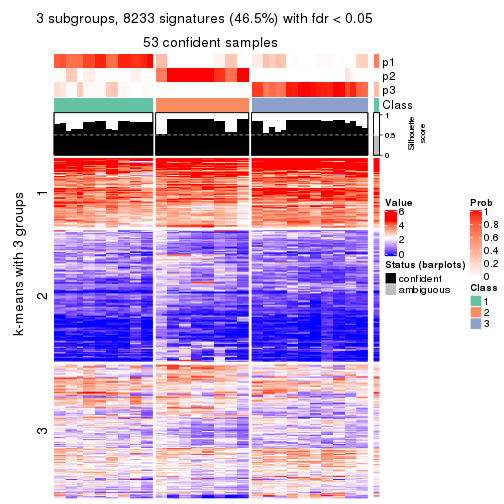 3 subgroups, 8233 signatures (46.5%) with fdr < 0.05
53 confident samples
p1
p2
p3
Class
1
0.5
0
Silhouette
score
k-means with 3 groups
1
2
3
Value
6
4
2
0
Status (barplots)
confident
ambiguous
Prob
1
0.8
0.6
0.4
0.2
0
Class
1
2
3